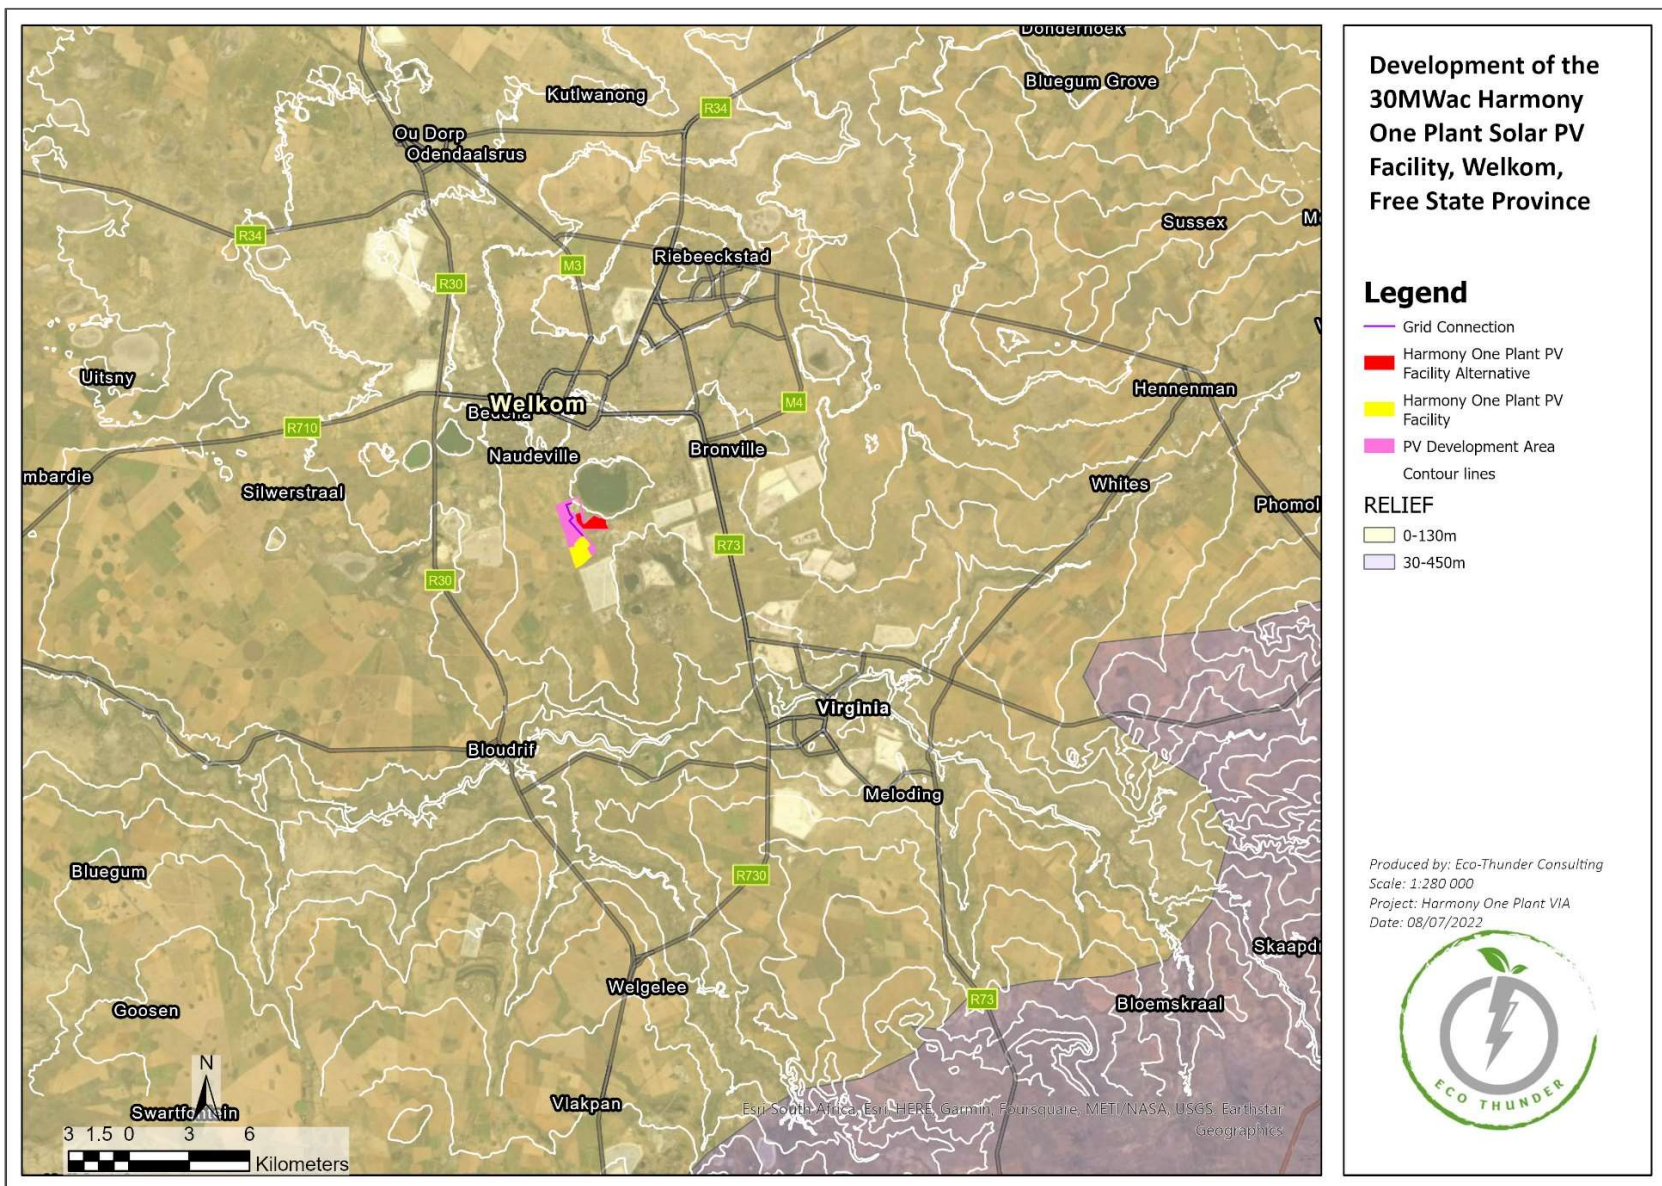 Donderhoek
Bluegum Grove
Kutlwanong
R34
Ou Dorp
Odendaalsrus
Sussex
R34
Riebeeckstad
M3
R30
Uitsny
Hennenman
Welkom
M4
R710
Bronville
Naudeville
mbardie
Silwerstraal
Whites
Phomol
R73
R30
Virginia
Bloudrif
Meloding
Bluegum
R730
Skaapd
Welgelee
R73
Bloemskraal
Goosen
Vlakpan
N
3 1.5 0 3 6
Kilometers
Esri South Africa, Esri, HERE, Garmin, Foursquare, METI/NASA, USGS, Earthstar
Geographics
Development of the
30MWac Harmony
One Plant Solar PV
Facility, Welkom,
Free State Province
Legend
Grid Connection
Harmony One Plant PV
Facility Alternative
Harmony One Plant PV
Facility
PV Development Area
Contour lines
RELIEF
0-130m
30-450m
Produced by: Eco-Thunder Consulting
Scale: 1:280 000
Project: Harmony One Plant VIA
Date: 08/07/2022
ECO THUNDER